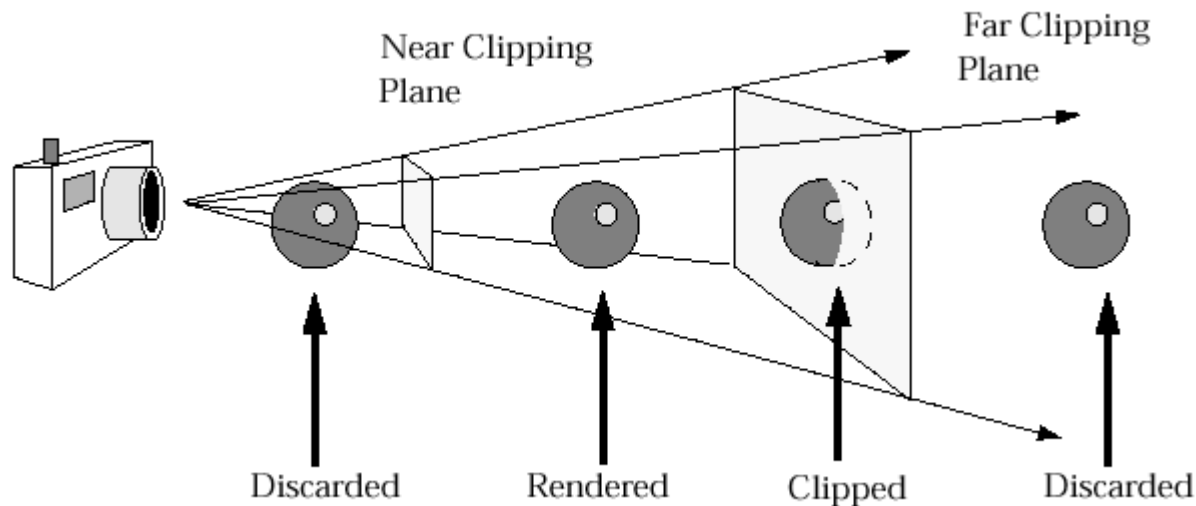 Near Clipping
Plane
Far Clipping
Plane
Discarded
Rendered
Clipped
Discarded